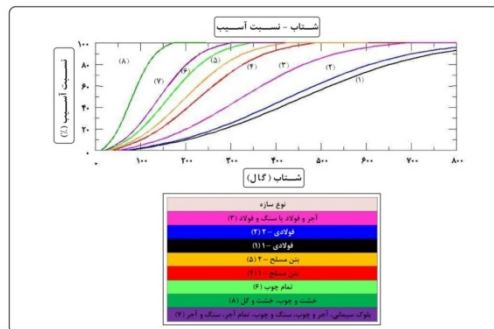 شتاب - نسبت آسیب
نسبت آسیب (٪)
۱۰۰
۸۰
۶۰
۴۰
۲۰
۰
(۸)
(۷)
(۶)
(۵)
(۴)
(۳)
(۲)
(۱)
۰ ۱۰۰ ۲۰۰ ۳۰۰ ۴۰۰ ۵۰۰ ۶۰۰ ۷۰۰ ۸۰۰
شتاب (گال)
نوع سازه
آجر و فولاد یا سنگ و فولاد (۳)
فولادی -۲ (۲)
فولادی -۱ (۱)
بتن مسلح -۲ (۵)
بتن مسلح -۱ (۴)
تمام چوب (۶)
خشت و چوب، خشت و گل (۸)
بلوک سیمانی، آجر و چوب، سنگ و چوب، تمام آجر، سنگ و آجر (۷)